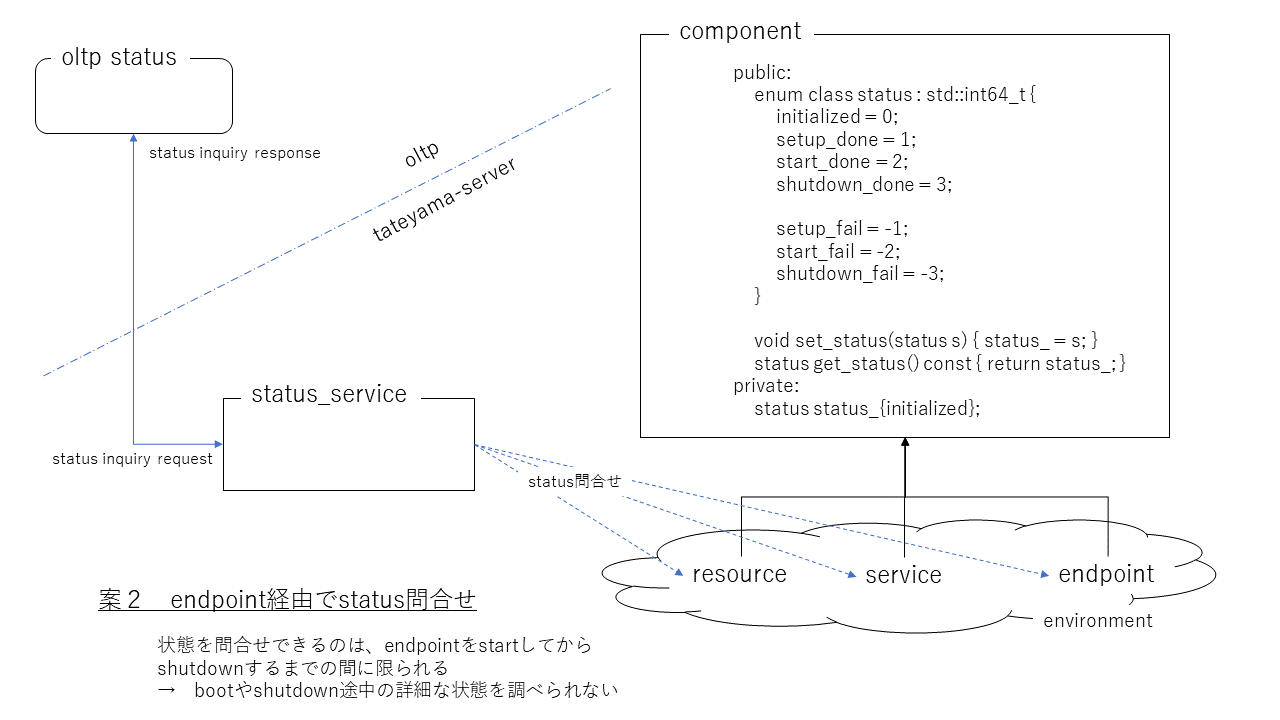 oltp status
status inquiry response
oltp
tateyama-server
component
public:
enum class status : std::int64_t {
initialized = 0;
setup_done = 1;
start_done = 2;
shutdown_done = 3;
setup_fail = -1;
start_fail = -2;
shutdown_fail = -3;
}
void set_status(status s) { status_ = s; }
status get_status() const { return status_; }
private:
status status_{initialized};
status_service
status inquiry request
status問合せ
resource
service
endpoint
environment
案２　endpoint経由でstatus問合せ
状態を問合せできるのは、endpointをstartしてから
shutdownするまでの間に限られる
→　bootやshutdown途中の詳細な状態を調べられない